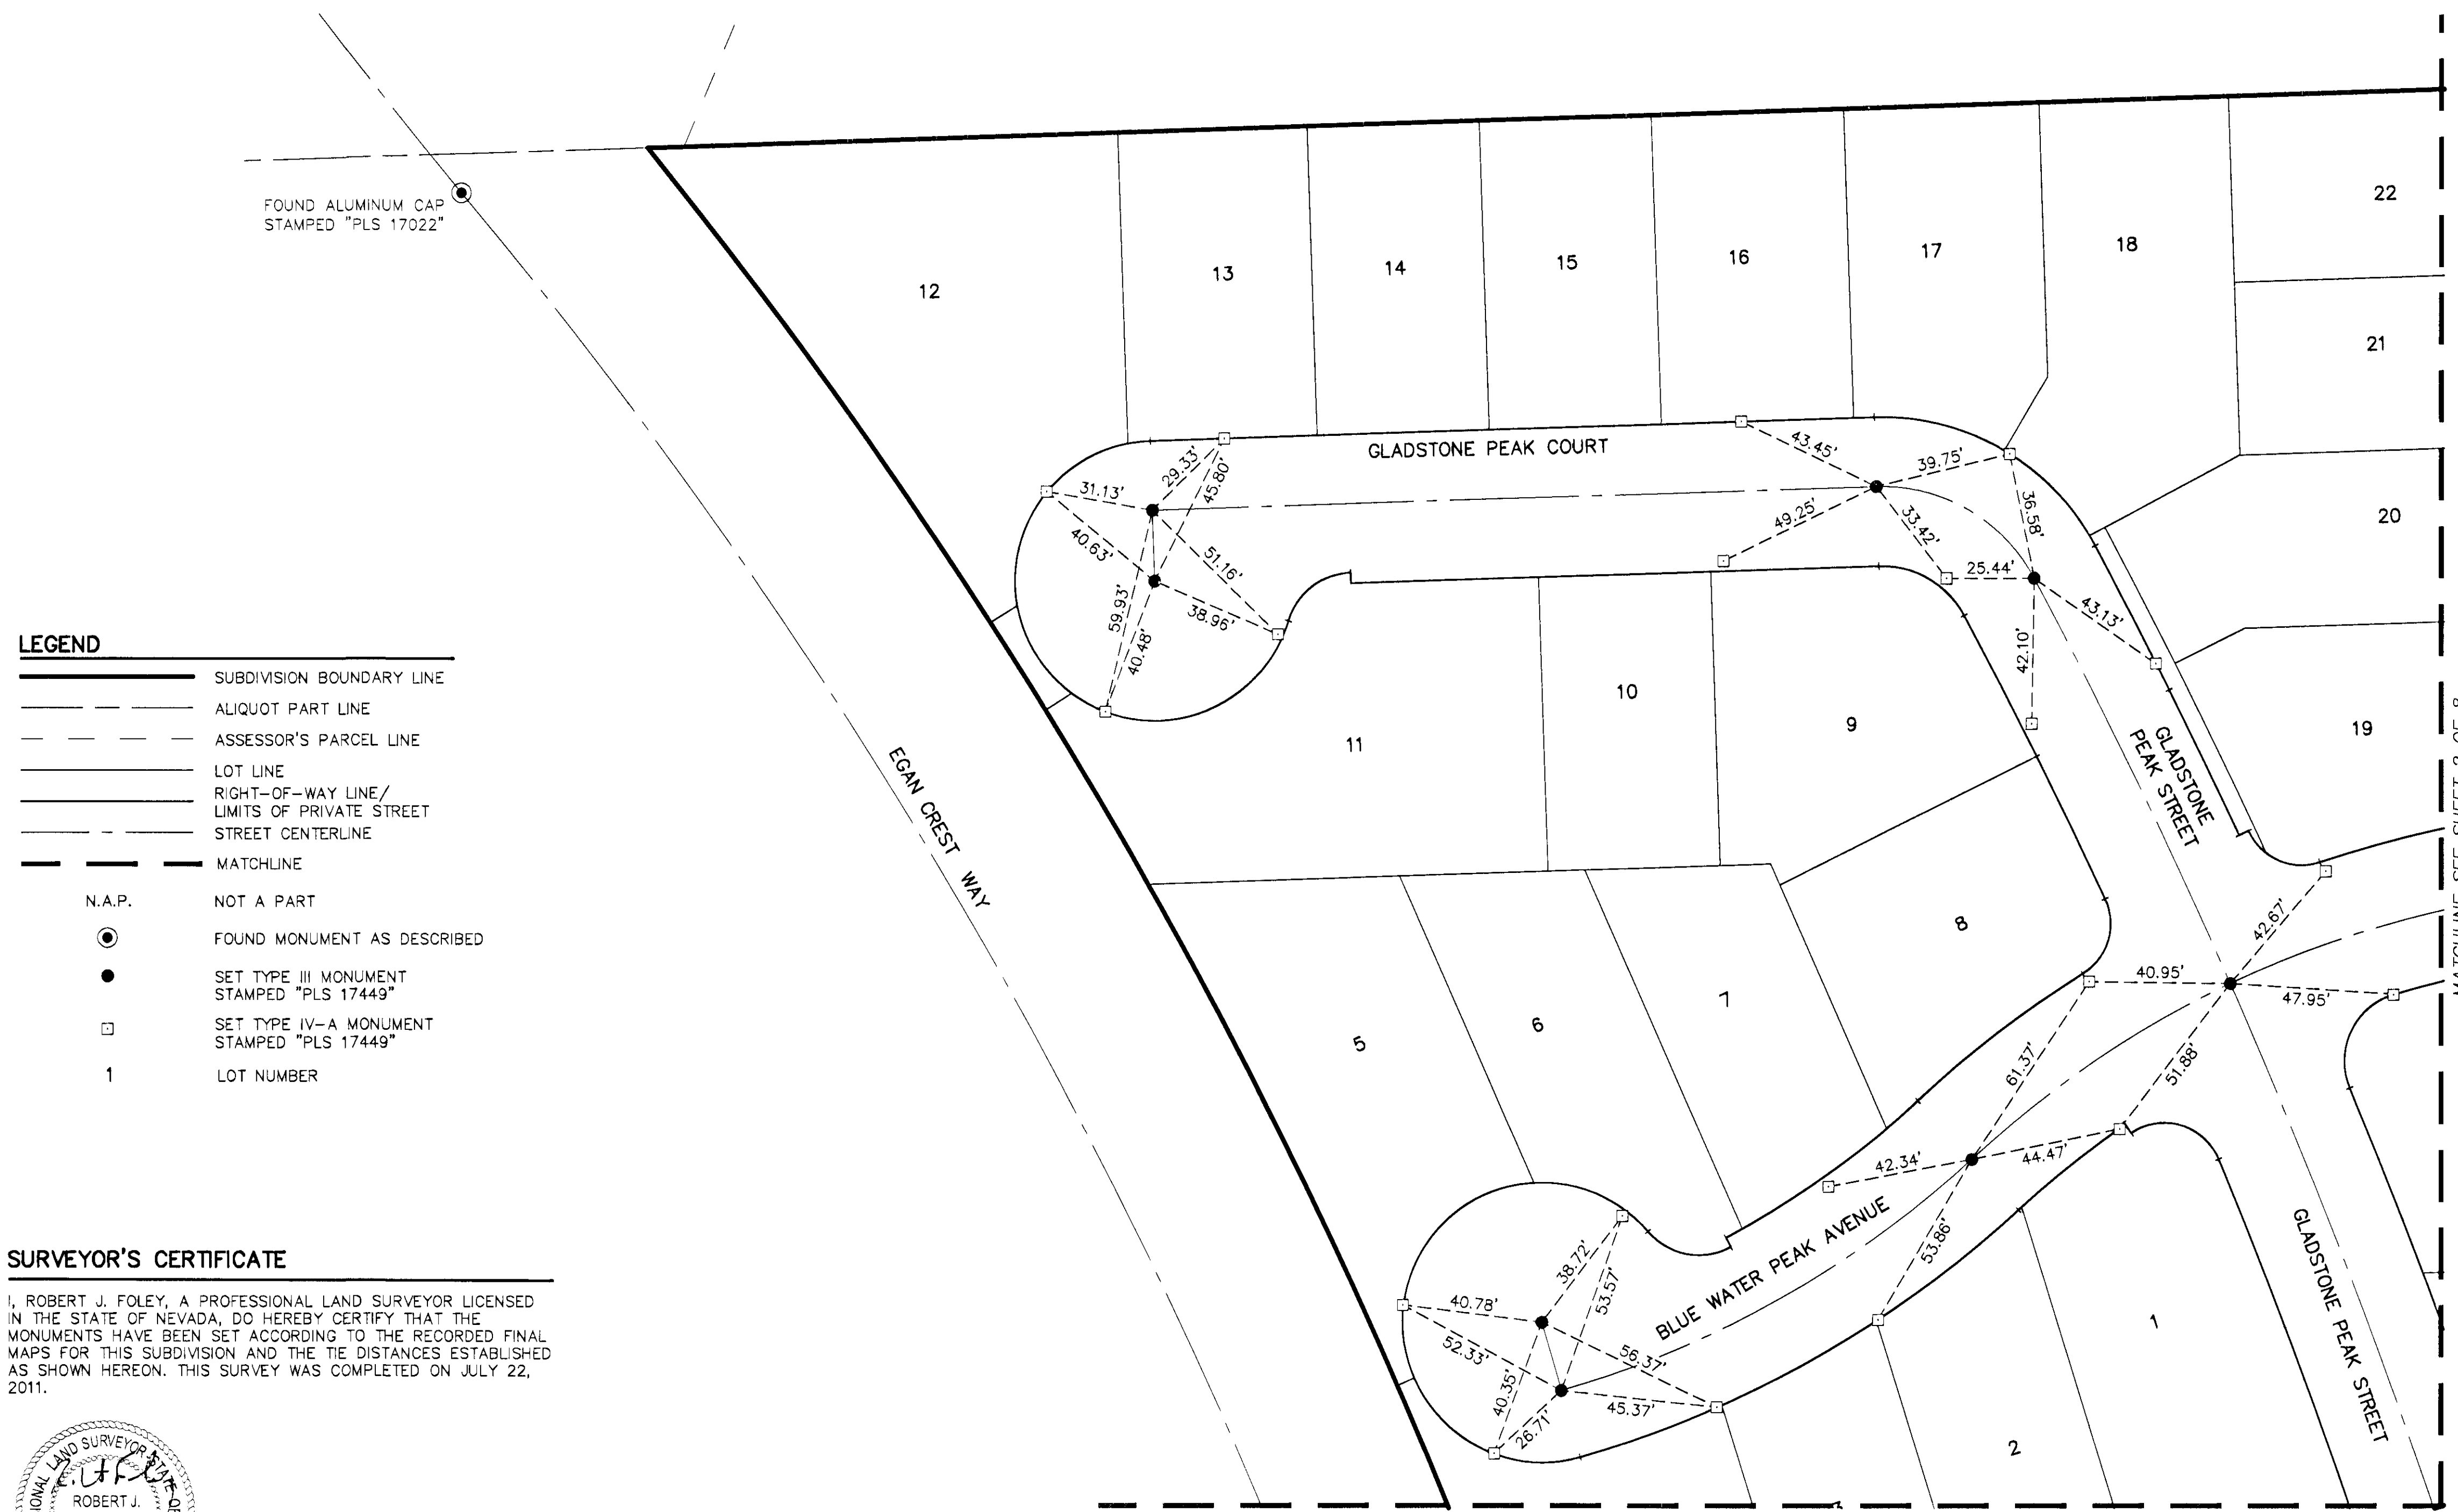 FOUND ALUMINUM CAP
STAMPED "PLS 17022"
12
13
14
15
16
17
18
22
21
20
19
GLADSTONE PEAK COURT
29.33'
45.80'
31.13'
40.63'
51.16'
38.96'
59.93'
40.48'
43.45'
39.75'
49.25'
33.42'
36.58'
25.44'
43.13'
42.10'
11
10
9
GLADSTONE
PEAK STREET
EGAN CREST WAY
5
6
7
8
42.67'
40.95'
47.95'
61.37'
51.88'
42.34'
44.47'
53.86'
BLUE WATER PEAK AVENUE
38.72'
53.57'
40.78'
52.33'
56.37'
40.35'
45.37'
26.71'
GLADSTONE PEAK STREET
1
2
LEGEND
SUBDIVISION BOUNDARY LINE
ALIQUOT PART LINE
ASSESSOR'S PARCEL LINE
LOT LINE
RIGHT-OF-WAY LINE/
LIMITS OF PRIVATE STREET
STREET CENTERLINE
MATCHLINE
N.A.P. NOT A PART
FOUND MONUMENT AS DESCRIBED
SET TYPE III MONUMENT
STAMPED "PLS 17449"
SET TYPE IV-A MONUMENT
STAMPED "PLS 17449"
1 LOT NUMBER
SURVEYOR'S CERTIFICATE
I, ROBERT J. FOLEY, A PROFESSIONAL LAND SURVEYOR LICENSED
IN THE STATE OF NEVADA, DO HEREBY CERTIFY THAT THE
MONUMENTS HAVE BEEN SET ACCORDING TO THE RECORDED FINAL
MAPS FOR THIS SUBDIVISION AND THE TIE DISTANCES ESTABLISHED
AS SHOWN HEREON. THIS SURVEY WAS COMPLETED ON JULY 22,
2011.
LAND SURVEYOR STATE
ROBERT J.